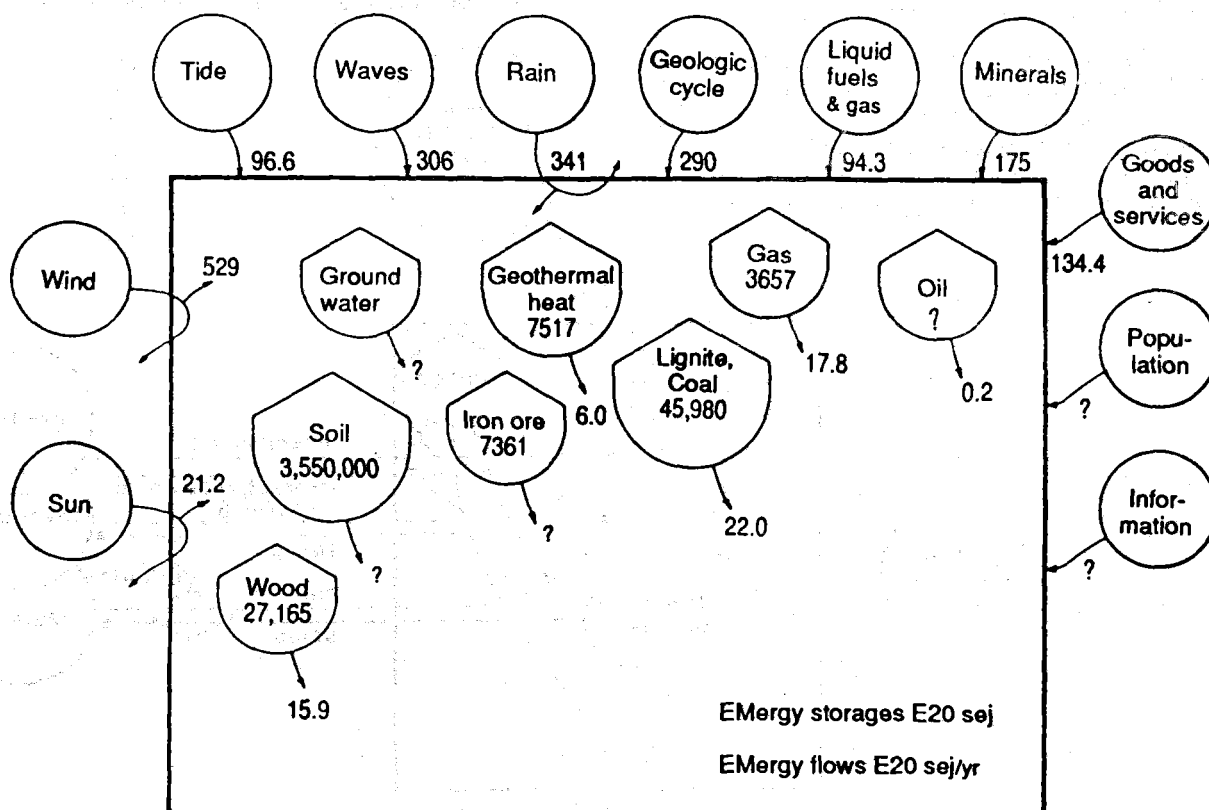 Tide
Waves
Rain
Geologic
cycle
Liquid
fuels
& gas
Minerals
96.6
306
341
290
94.3
175
Goods
and
services
134.4
Wind
529
Ground
water
?
Geothermal
heat
7517
6.0
Gas
3657
17.8
Oil
?
0.2
Popu-
lation
?
Soil
3,550,000
?
Iron ore
7361
?
Lignite,
Coal
45,980
22.0
Sun
21.2
Infor-
mation
?
Wood
27,165
15.9
EMergy storages E20 sej
EMergy flows E20 sej/yr